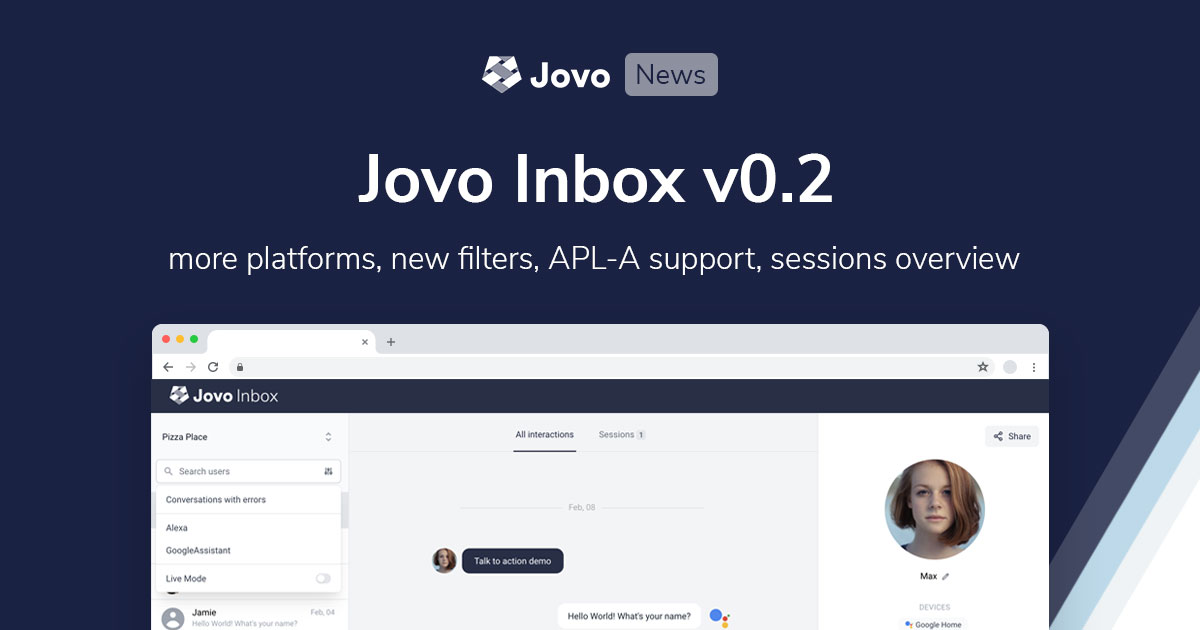 Jovo News
Jovo Inbox v0.2
more platforms, new filters, APL-A support, sessions overview
Jovo Inbox
Pizza Place
All interactions
Sessions 1
Share
Search users
Conversations with errors
Feb, 08
Alexa
GoogleAssistant
Talk to action demo
Live Mode
Max
Jamie
Feb, 04
Hello World! What's your name?
Hello World! What's your name?
DEVICES
Google Home